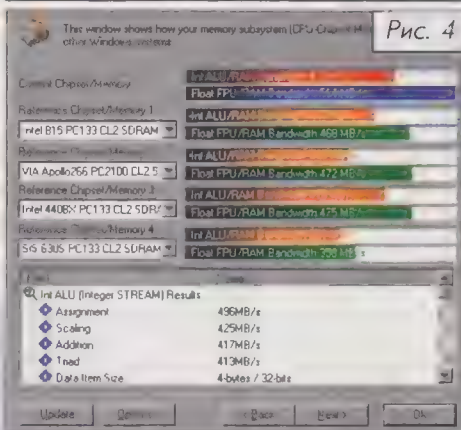 Рис. 4
This window shows how your memory subsystem (CPU Chipset
other Windows systems
Current Chipset/Memory
Int ALU/RAM
Float FPU/RAM Bandwidth
Reference Chipset/Memory 1
Int ALU/RAM
Intel 815 PC133 CL2 SDRAM
Float FPU/RAM Bandwidth 468 MB/s
Int ALU/RAM
VIA Apollo266 PC2100 CL2.5
Float FPU/RAM Bandwidth 472 MB/s
Reference Chipset/Memory 3
Int ALU/RAM
Intel 440BX PC133 CL2 SDR
Float FPU/RAM Bandwidth 475 MB/s
Reference Chipset/Memory 4
Int ALU/RAM
SiS 630S PC133 CL2 SDRAM
Float FPU/RAM Bandwidth
Int ALU (Integer STREAM) Results
Assignment 496MB/s
Scaling 425MB/s
Addition 417MB/s
Triad 413MB/s
Data Item Size 4-bytes / 32-bits
Update
Options
< Back
Next >
Ok